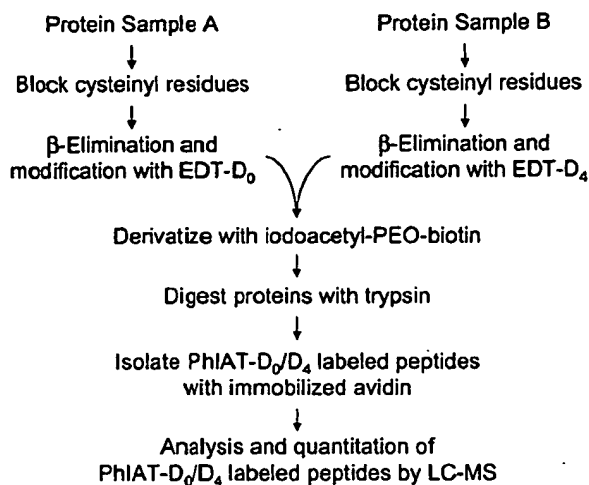 Protein Sample A
Block cysteinyl residues
β-Elimination and
modification with EDT-D₀
Protein Sample B
Block cysteinyl residues
β-Elimination and
modification with EDT-D₄
Derivatize with iodoacetyl-PEO-biotin
Digest proteins with trypsin
Isolate PhIAT-D₀/D₄ labeled peptides
with immobilized avidin
Analysis and quantitation of
PhIAT-D₀/D₄ labeled peptides by LC-MS